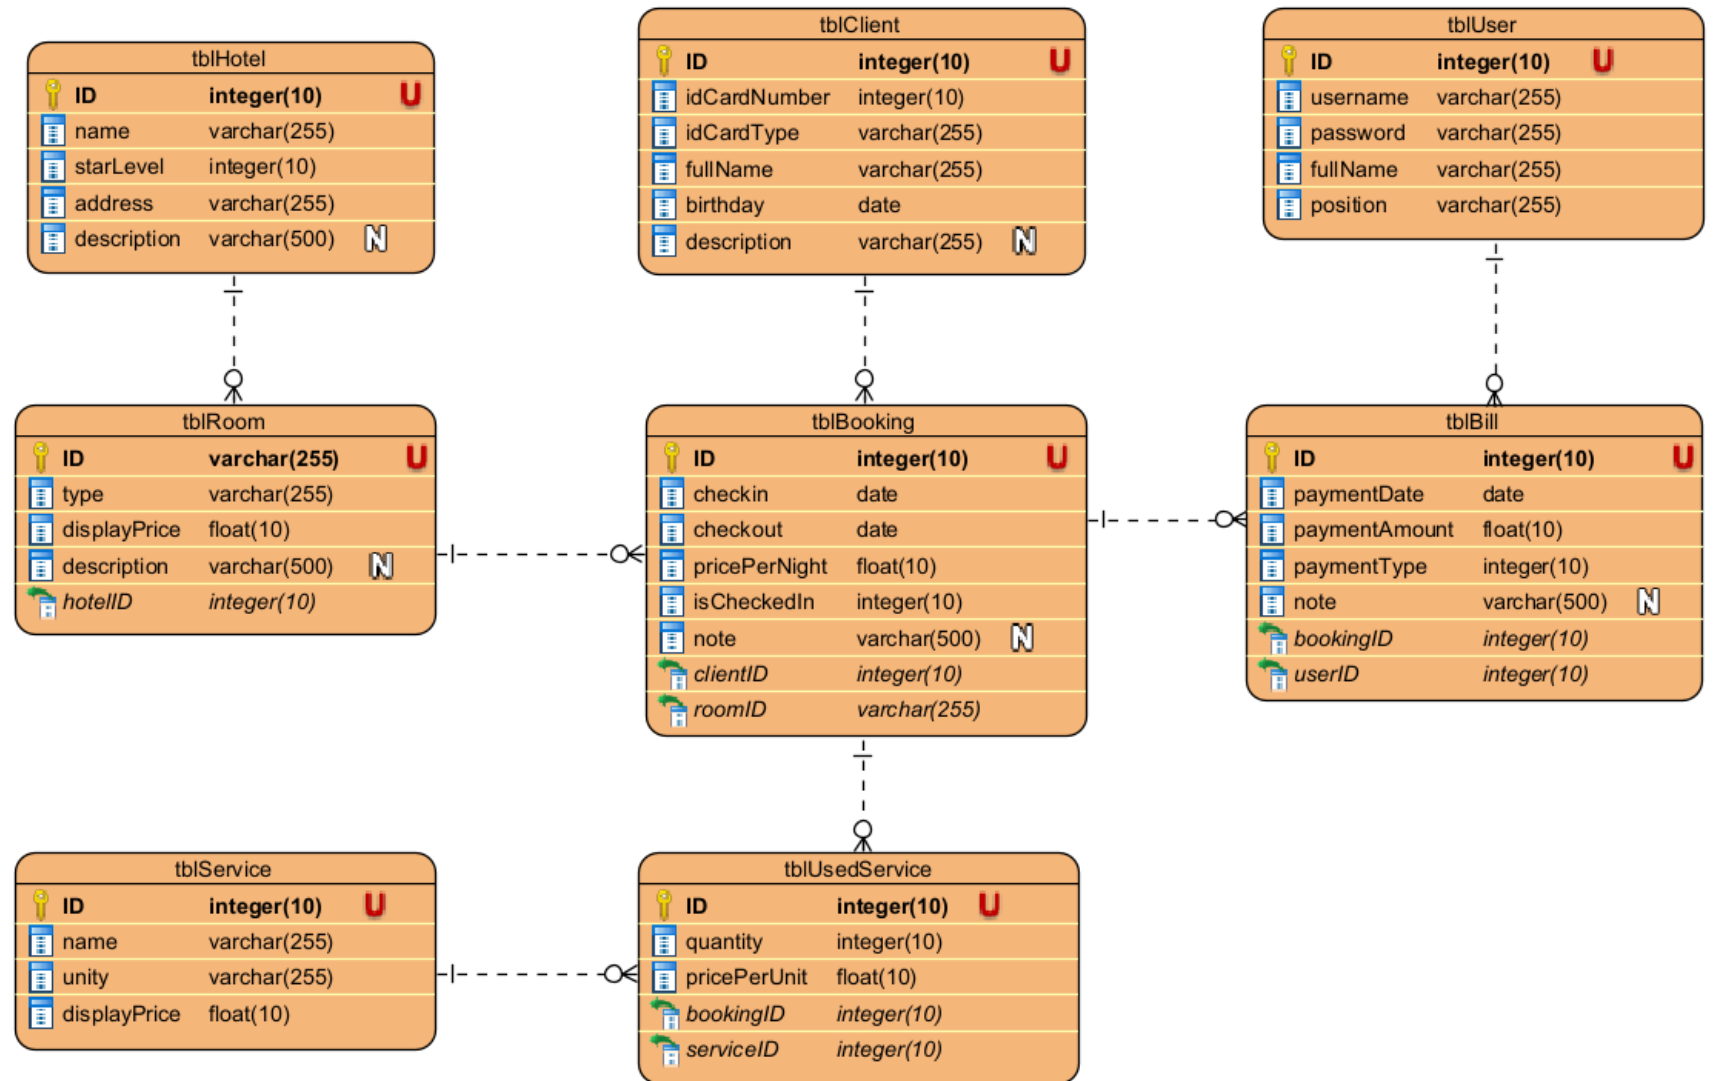 tblHotel
ID integer(10) U
name varchar(255)
starLevel integer(10)
address varchar(255)
description varchar(500) N
tblClient
ID integer(10) U
idCardNumber integer(10)
idCardType varchar(255)
fullName varchar(255)
birthday date
description varchar(255) N
tblUser
ID integer(10) U
username varchar(255)
password varchar(255)
fullName varchar(255)
position varchar(255)
tblRoom
ID varchar(255) U
type varchar(255)
displayPrice float(10)
description varchar(500) N
hotelID integer(10)
tblBooking
ID integer(10) U
checkin date
checkout date
pricePerNight float(10)
isCheckedIn integer(10)
note varchar(500) N
clientID integer(10)
roomID varchar(255)
tblBill
ID integer(10) U
paymentDate date
paymentAmount float(10)
paymentType integer(10)
note varchar(500) N
bookingID integer(10)
userID integer(10)
tblService
ID integer(10) U
name varchar(255)
unity varchar(255)
displayPrice float(10)
tblUsedService
ID integer(10) U
quantity integer(10)
pricePerUnit float(10)
bookingID integer(10)
serviceID integer(10)